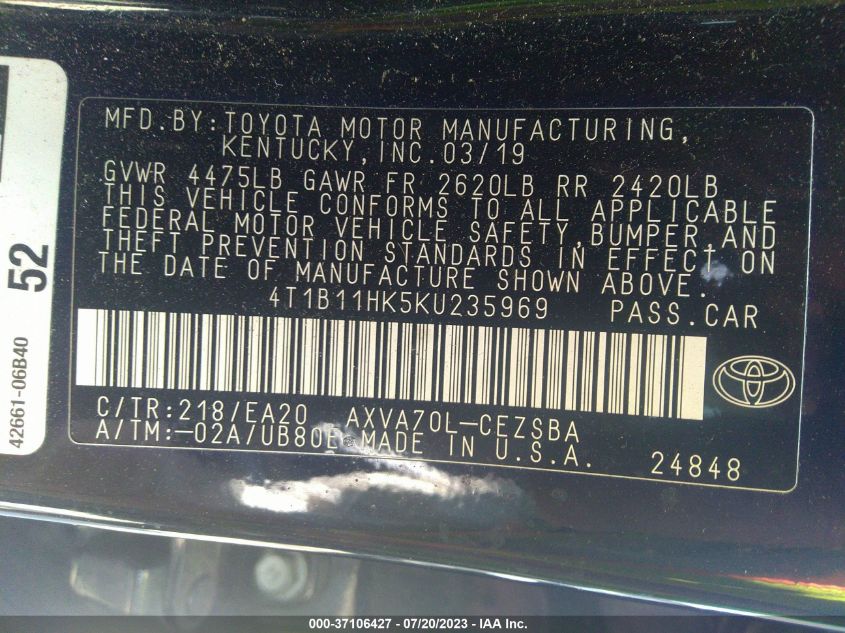 MFD.BY:TOYOTA MOTOR MANUFACTURING,
KENTUCKY,INC.03/19
GVWR 4475LB GAWR FR 2620LB RR 2420LB
THIS VEHICLE CONFORMS TO ALL APPLICABLE
FEDERAL MOTOR VEHICLE SAFETY,BUMPER,AND
THEFT PREVENTION STANDARDS IN EFFECT ON
THE DATE OF MANUFACTURE SHOWN ABOVE.
4T1B11HK5KU235969 PASS.CAR
C/TR:218/EA20 AXVA70L-CEZSBA
A/TM:-02A/UB80E MADE IN U.S.A. 24848
52
42661-06B40
000-37106427 / 07/20/2023 / IAA Inc.